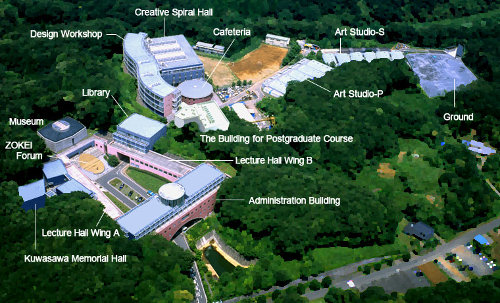 Creative Spiral Hall
Design Workshop
Cafeteria
Art Studio-S
Library
Art Studio-P
Ground
Museum
The Building for Postgraduate Course
ZOKEI
Forum
Lecture Hall Wing B
Administration Building
Lecture Hall Wing A
Kuwasawa Memorial Hall